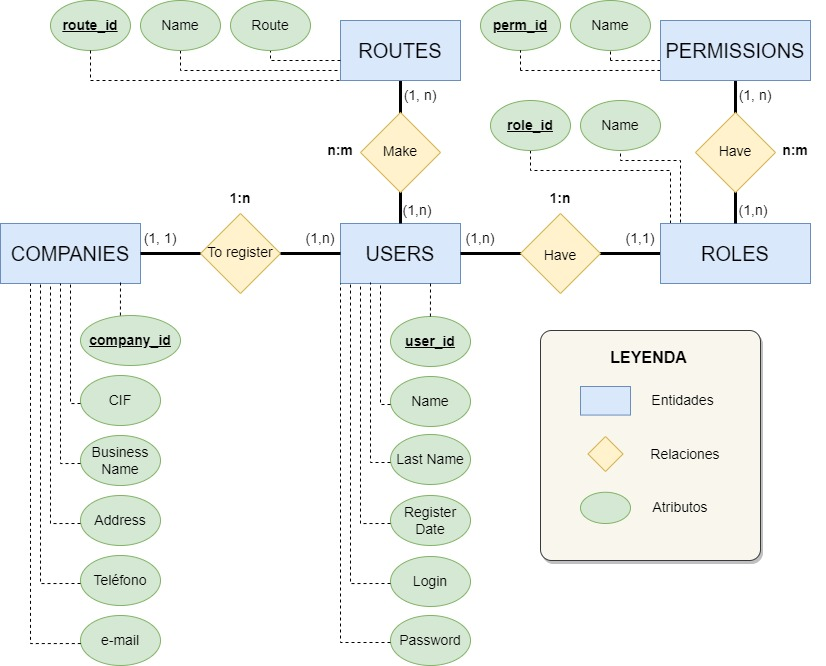 route_id
Name
Route
ROUTES
perm_id
Name
PERMISSIONS
(1, n)
(1, n)
role_id
Name
n:m
Make
Have
n:m
1:n
(1,n)
1:n
(1,n)
COMPANIES
(1, 1)
To register
(1,n)
USERS
(1,n)
Have
(1,1)
ROLES
company_id
CIF
Business
Name
Address
Teléfono
e-mail
user_id
Name
Last Name
Register
Date
Login
Password
LEYENDA
Entidades
Relaciones
Atributos